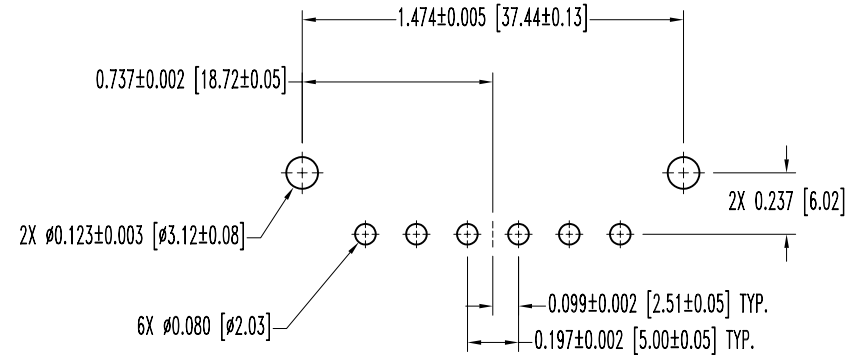 1.474±0.005 [37.44±0.13]
0.737±0.002 [18.72±0.05]
2X 0.237 [6.02]
2X ø0.123±0.003 [ø3.12±0.08]
0.099±0.002 [2.51±0.05] TYP.
6X ø0.080 [ø2.03]
0.197±0.002 [5.00±0.05] TYP.